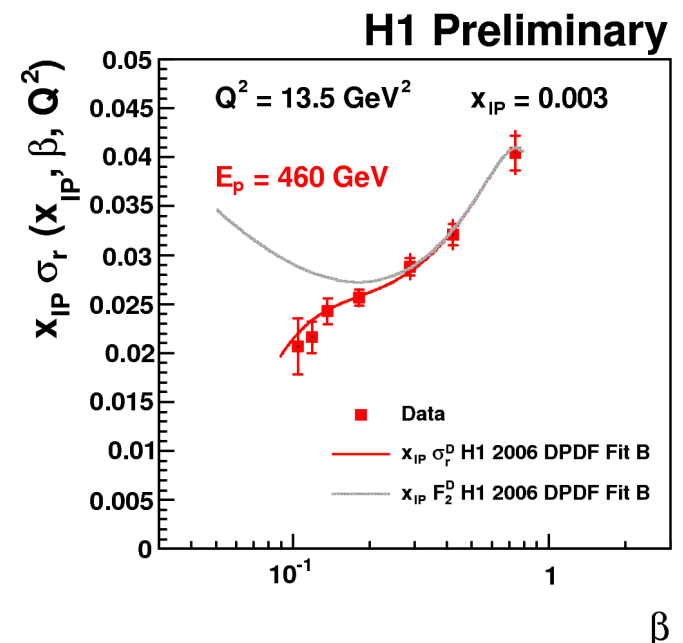 H1 Preliminary
x_IP σ_r (x_IP, β, Q²)
0.05
0.045
0.04
0.035
0.03
0.025
0.02
0.015
0.01
0.005
0
Q² = 13.5 GeV² x_IP = 0.003
E_p = 460 GeV
Data
x_IP σ_r^D H1 2006 DPDF Fit B
x_IP F_2^D H1 2006 DPDF Fit B
10⁻¹ 1
β